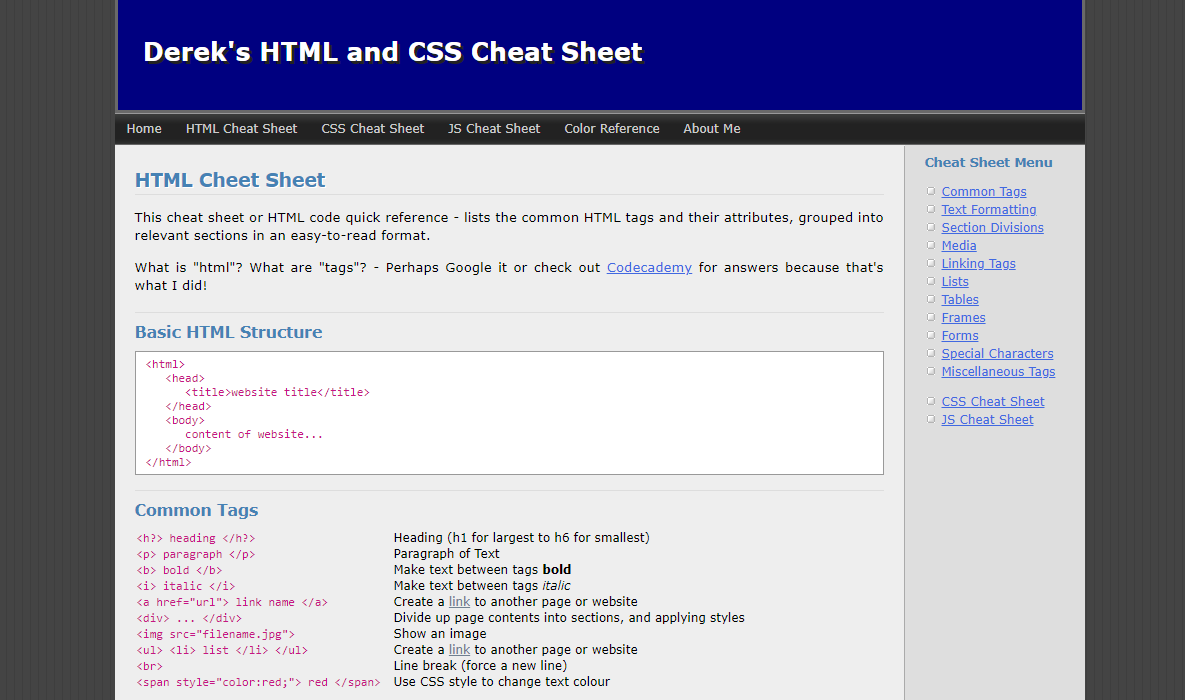 Derek's HTML and CSS Cheat Sheet
Home HTML Cheat Sheet CSS Cheat Sheet JS Cheat Sheet Color Reference About Me
HTML Cheet Sheet
This cheat sheet or HTML code quick reference - lists the common HTML tags and their attributes, grouped into
relevant sections in an easy-to-read format.
What is "html"? What are "tags"? - Perhaps Google it or check out Codecademy for answers because that's
what I did!
Basic HTML Structure
<html>
<head>
<title>website title</title>
</head>
<body>
content of website...
</body>
</html>
Common Tags
<h?> heading </h?> Heading (h1 for largest to h6 for smallest)
<p> paragraph </p> Paragraph of Text
<b> bold </b> Make text between tags bold
<i> italic </i> Make text between tags italic
<a href="url"> link name </a> Create a link to another page or website
<div> ... </div> Divide up page contents into sections, and applying styles
<img src="filename.jpg"> Show an image
<ul> <li> list </li> </ul> Create a link to another page or website
<br> Line break (force a new line)
<span style="color:red;"> red </span> Use CSS style to change text colour
Cheat Sheet Menu
Common Tags
Text Formatting
Section Divisions
Media
Linking Tags
Lists
Tables
Frames
Forms
Special Characters
Miscellaneous Tags
CSS Cheat Sheet
JS Cheat Sheet